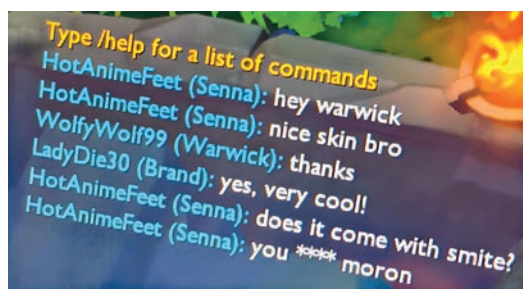 Type /help for a list of commands
HotAnimeFeet (Senna): hey warwick
HotAnimeFeet (Senna): nice skin bro
WolfyWolf99 (Warwick): thanks
LadyDie30 (Brand): yes, very cool!
HotAnimeFeet (Senna): does it come with smite?
HotAnimeFeet (Senna): you **** moron